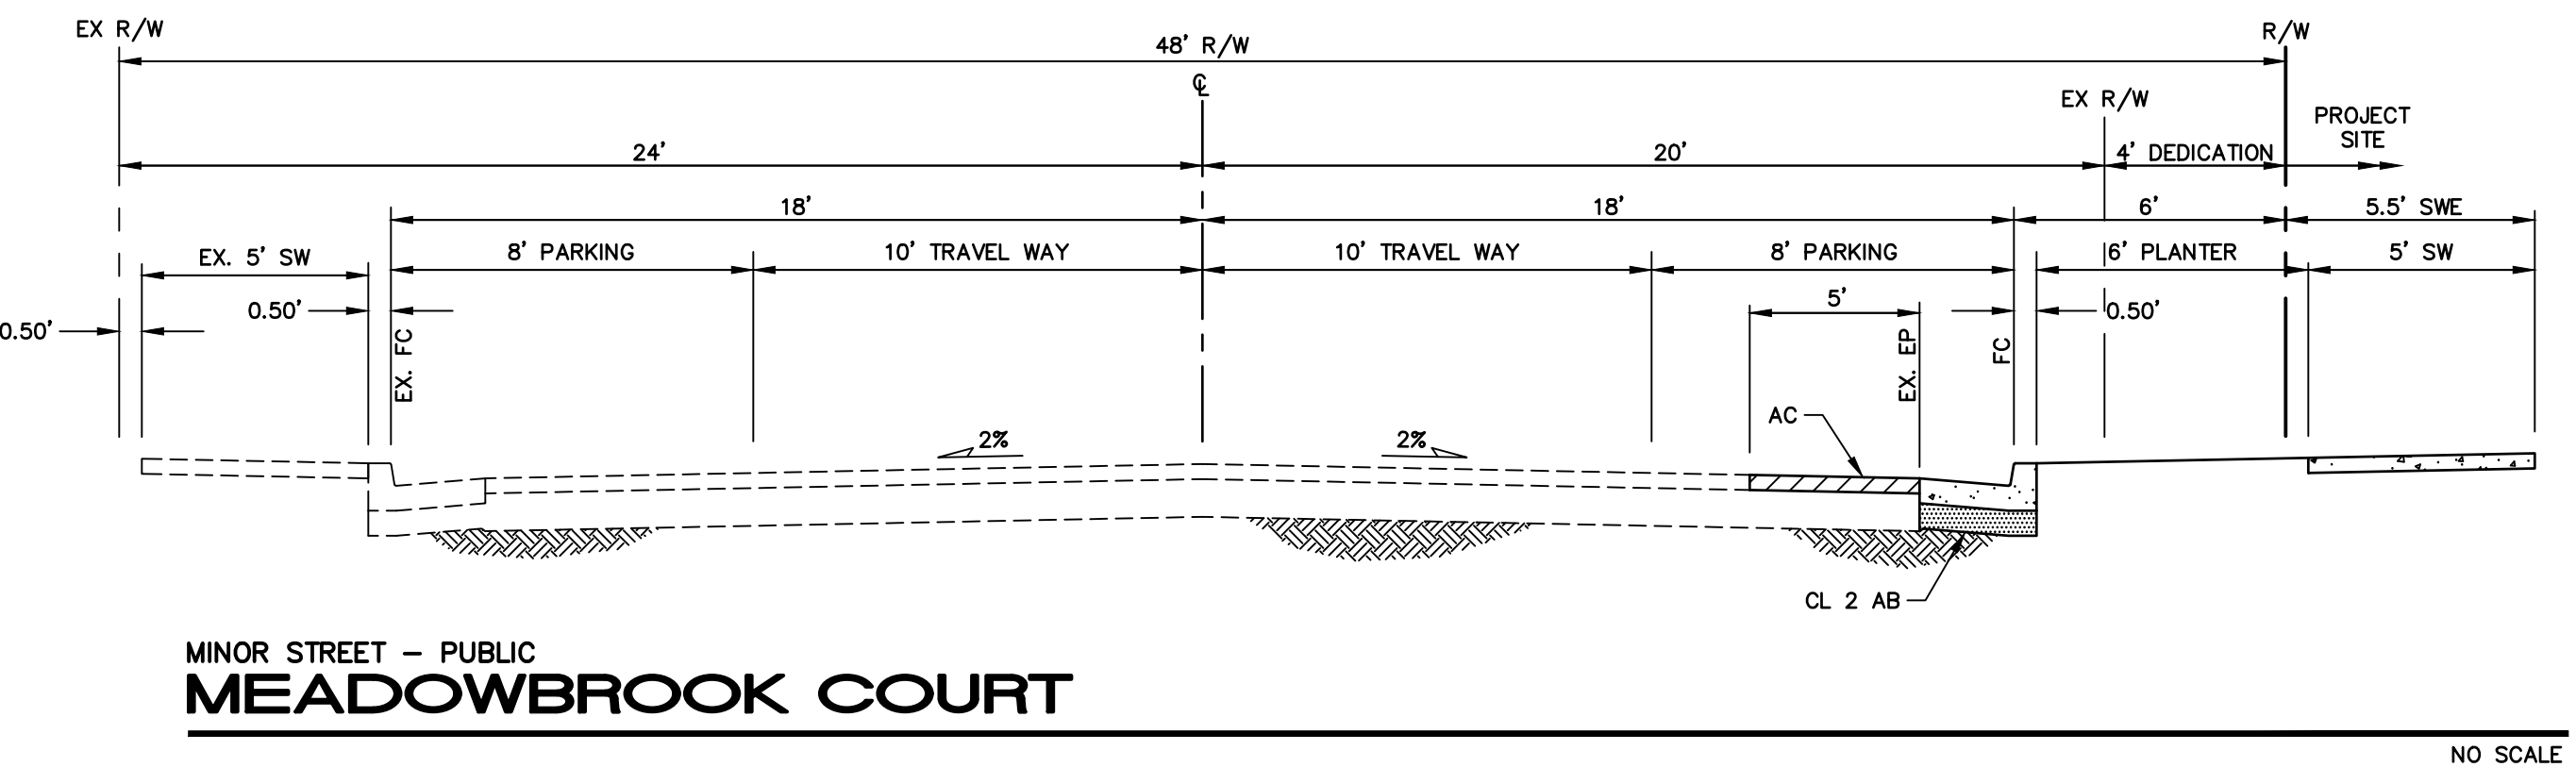 EX R/W
R/W
48' R/W
℄
EX R/W
PROJECT
SITE
24'
20'
4' DEDICATION
18'
18'
6'
5.5' SWE
EX. 5' SW
8' PARKING
10' TRAVEL WAY
10' TRAVEL WAY
8' PARKING
6' PLANTER
5' SW
0.50'
0.50'
5'
0.50'
EX. FC
EX. EP
FC
AC
2%
2%
CL 2 AB
MINOR STREET - PUBLIC
MEADOWBROOK COURT
NO SCALE